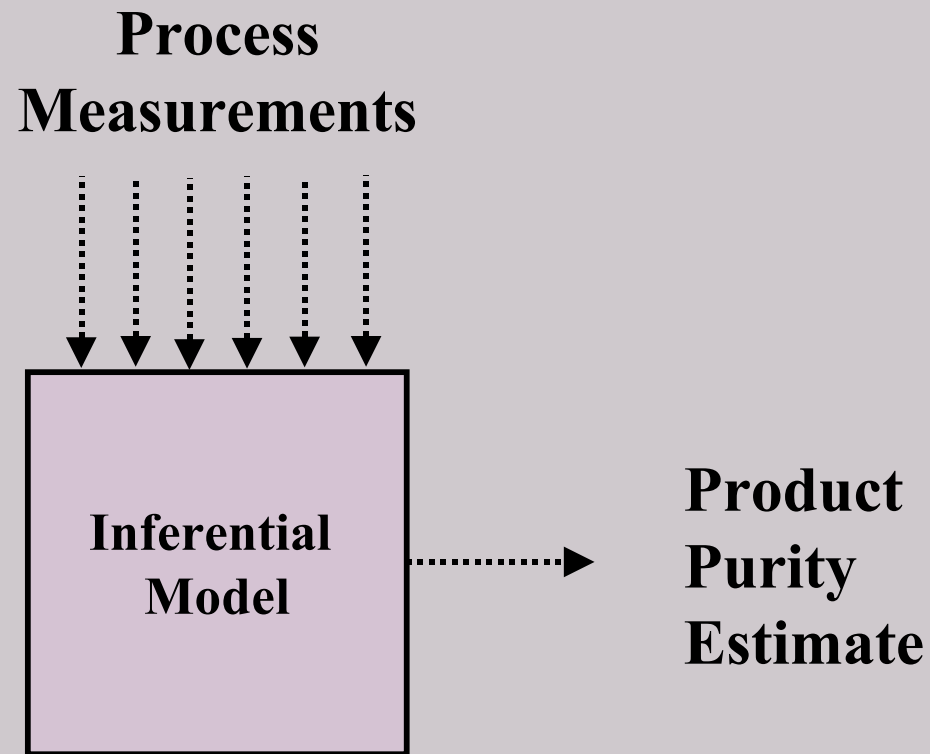 Process
Measurements
Inferential
Model
Product
Purity
Estimate